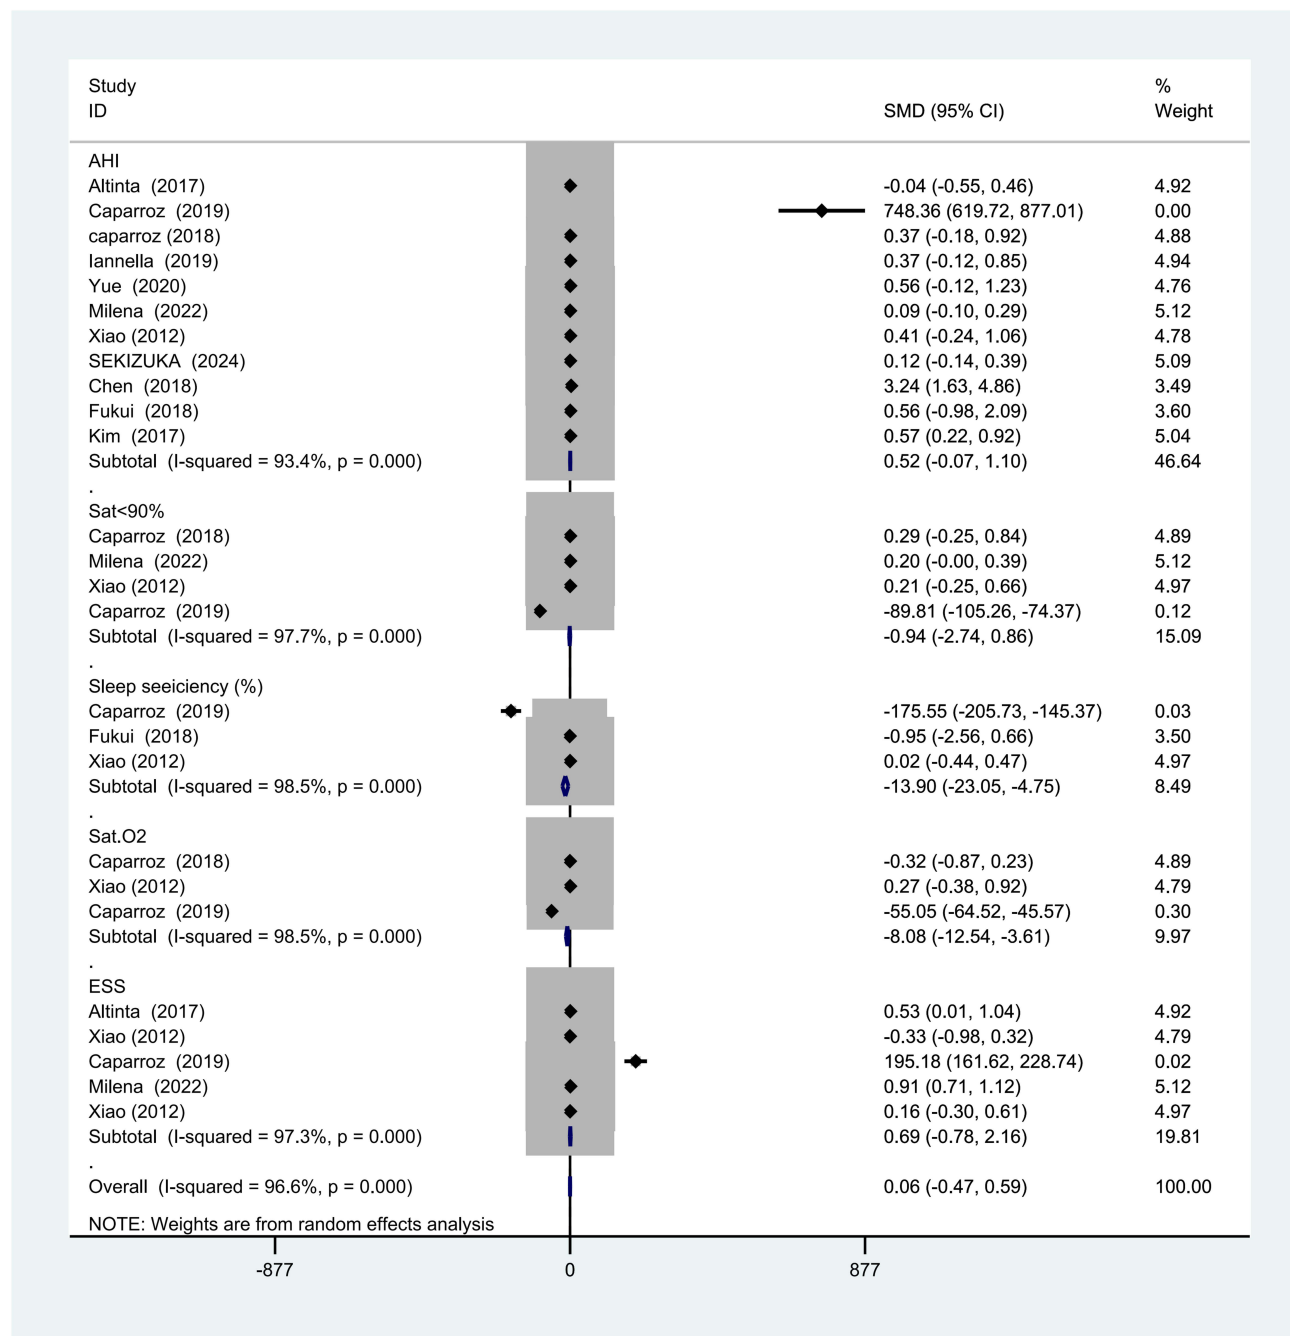 Study %
ID SMD (95% CI) Weight
AHI
Altinta (2017) -0.04 (-0.55, 0.46) 4.92
Caparroz (2019) 748.36 (619.72, 877.01) 0.00
caparroz (2018) 0.37 (-0.18, 0.92) 4.88
Iannella (2019) 0.37 (-0.12, 0.85) 4.94
Yue (2020) 0.56 (-0.12, 1.23) 4.76
Milena (2022) 0.09 (-0.10, 0.29) 5.12
Xiao (2012) 0.41 (-0.24, 1.06) 4.78
SEKIZUKA (2024) 0.12 (-0.14, 0.39) 5.09
Chen (2018) 3.24 (1.63, 4.86) 3.49
Fukui (2018) 0.56 (-0.98, 2.09) 3.60
Kim (2017) 0.57 (0.22, 0.92) 5.04
Subtotal (I-squared = 93.4%, p = 0.000) 0.52 (-0.07, 1.10) 46.64
.
Sat<90%
Caparroz (2018) 0.29 (-0.25, 0.84) 4.89
Milena (2022) 0.20 (-0.00, 0.39) 5.12
Xiao (2012) 0.21 (-0.25, 0.66) 4.97
Caparroz (2019) -89.81 (-105.26, -74.37) 0.12
Subtotal (I-squared = 97.7%, p = 0.000) -0.94 (-2.74, 0.86) 15.09
.
Sleep seeiciency (%)
Caparroz (2019) -175.55 (-205.73, -145.37) 0.03
Fukui (2018) -0.95 (-2.56, 0.66) 3.50
Xiao (2012) 0.02 (-0.44, 0.47) 4.97
Subtotal (I-squared = 98.5%, p = 0.000) -13.90 (-23.05, -4.75) 8.49
.
Sat.O2
Caparroz (2018) -0.32 (-0.87, 0.23) 4.89
Xiao (2012) 0.27 (-0.38, 0.92) 4.79
Caparroz (2019) -55.05 (-64.52, -45.57) 0.30
Subtotal (I-squared = 98.5%, p = 0.000) -8.08 (-12.54, -3.61) 9.97
.
ESS
Altinta (2017) 0.53 (0.01, 1.04) 4.92
Xiao (2012) -0.33 (-0.98, 0.32) 4.79
Caparroz (2019) 195.18 (161.62, 228.74) 0.02
Milena (2022) 0.91 (0.71, 1.12) 5.12
Xiao (2012) 0.16 (-0.30, 0.61) 4.97
Subtotal (I-squared = 97.3%, p = 0.000) 0.69 (-0.78, 2.16) 19.81
.
Overall (I-squared = 96.6%, p = 0.000) 0.06 (-0.47, 0.59) 100.00
NOTE: Weights are from random effects analysis
-877 0 877